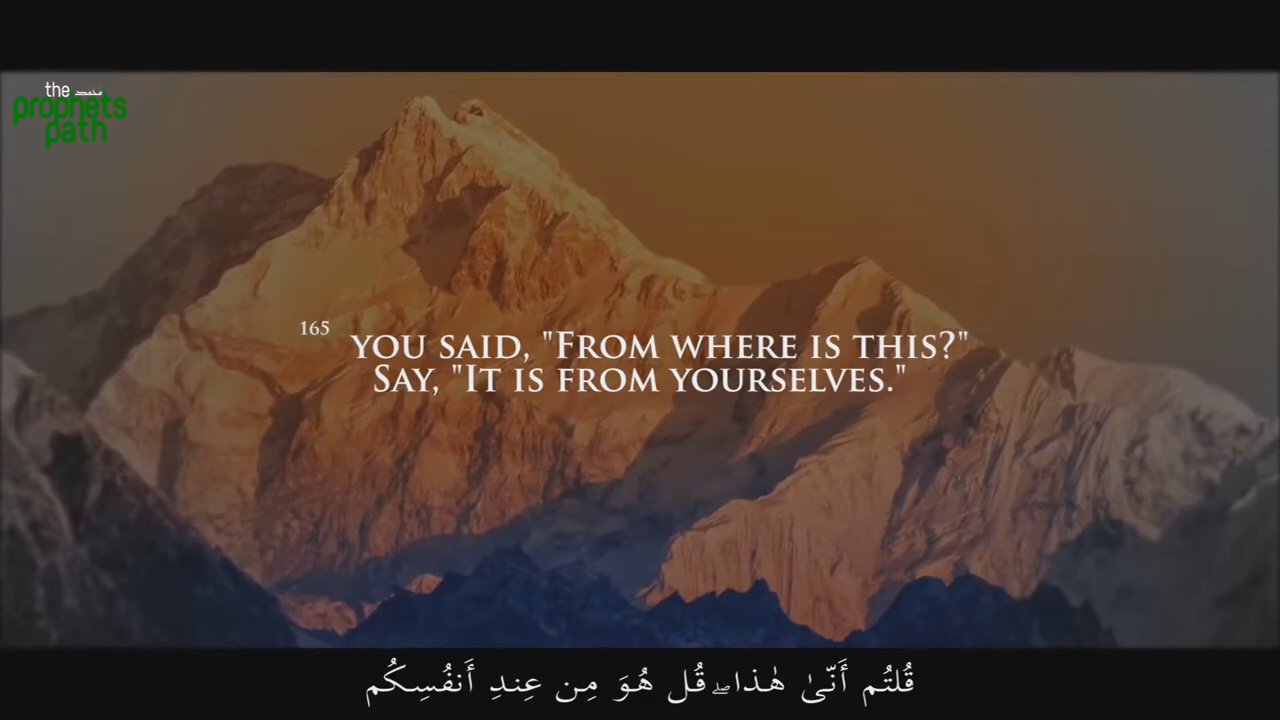 the محمد
prophets
path
165 YOU SAID, "FROM WHERE IS THIS?"
SAY, "IT IS FROM YOURSELVES."
قُلتُم أَنّىٰ هٰذا ۖ قُل هُوَ مِن عِندِ أَنفُسِكُم